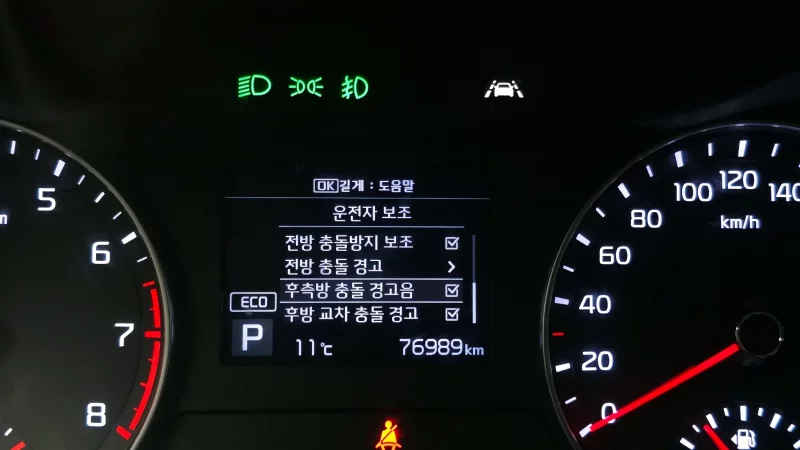 OK길게 : 도움말
운전자 보조
전방 충돌방지 보조
전방 충돌 경고
후측방 충돌 경고음
후방 교차 충돌 경고
ECO
P
11℃
76989km
5
6
7
8
0
20
40
60
80
100
120
140
km/h